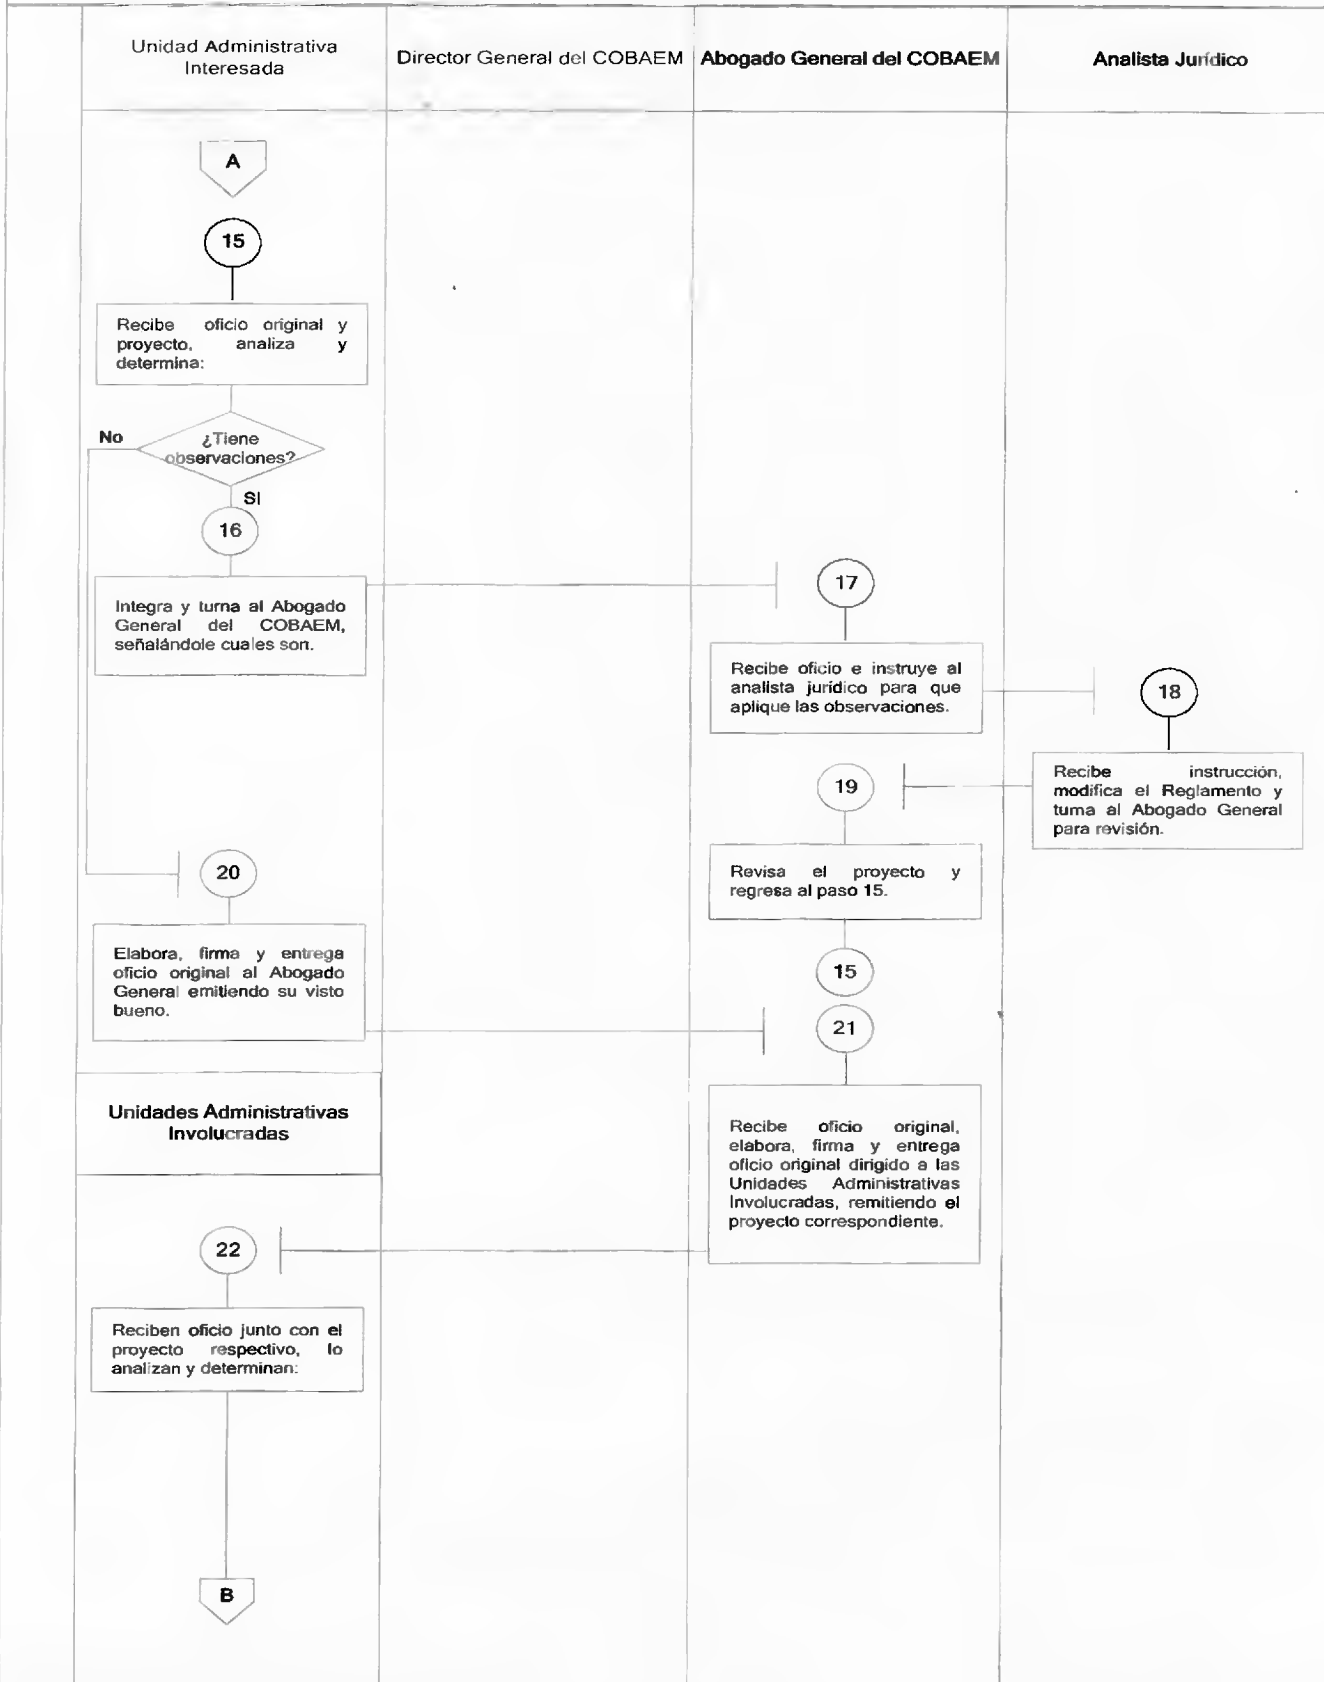 Unidad Administrativa
Interesada
Director General del COBAEM
Abogado General del COBAEM
Analista Jurídico
A
15
Recibe oficio original y
proyecto, analiza y
determina:
No
¿Tiene
observaciones?
SI
16
Integra y turna al Abogado
General del COBAEM,
señalándole cuales son.
17
Recibe oficio e instruye al
analista jurídico para que
aplique las observaciones.
18
Recibe instrucción,
modifica el Reglamento y
turna al Abogado General
para revisión.
19
Revisa el proyecto y
regresa al paso 15.
15
20
Elabora, firma y entrega
oficio original al Abogado
General emitiendo su visto
bueno.
21
Recibe oficio original,
elabora, firma y entrega
oficio original dirigido a las
Unidades Administrativas
Involucradas, remitiendo el
proyecto correspondiente.
Unidades Administrativas
Involucradas
22
Reciben oficio junto con el
proyecto respectivo, lo
analizan y determinan:
B